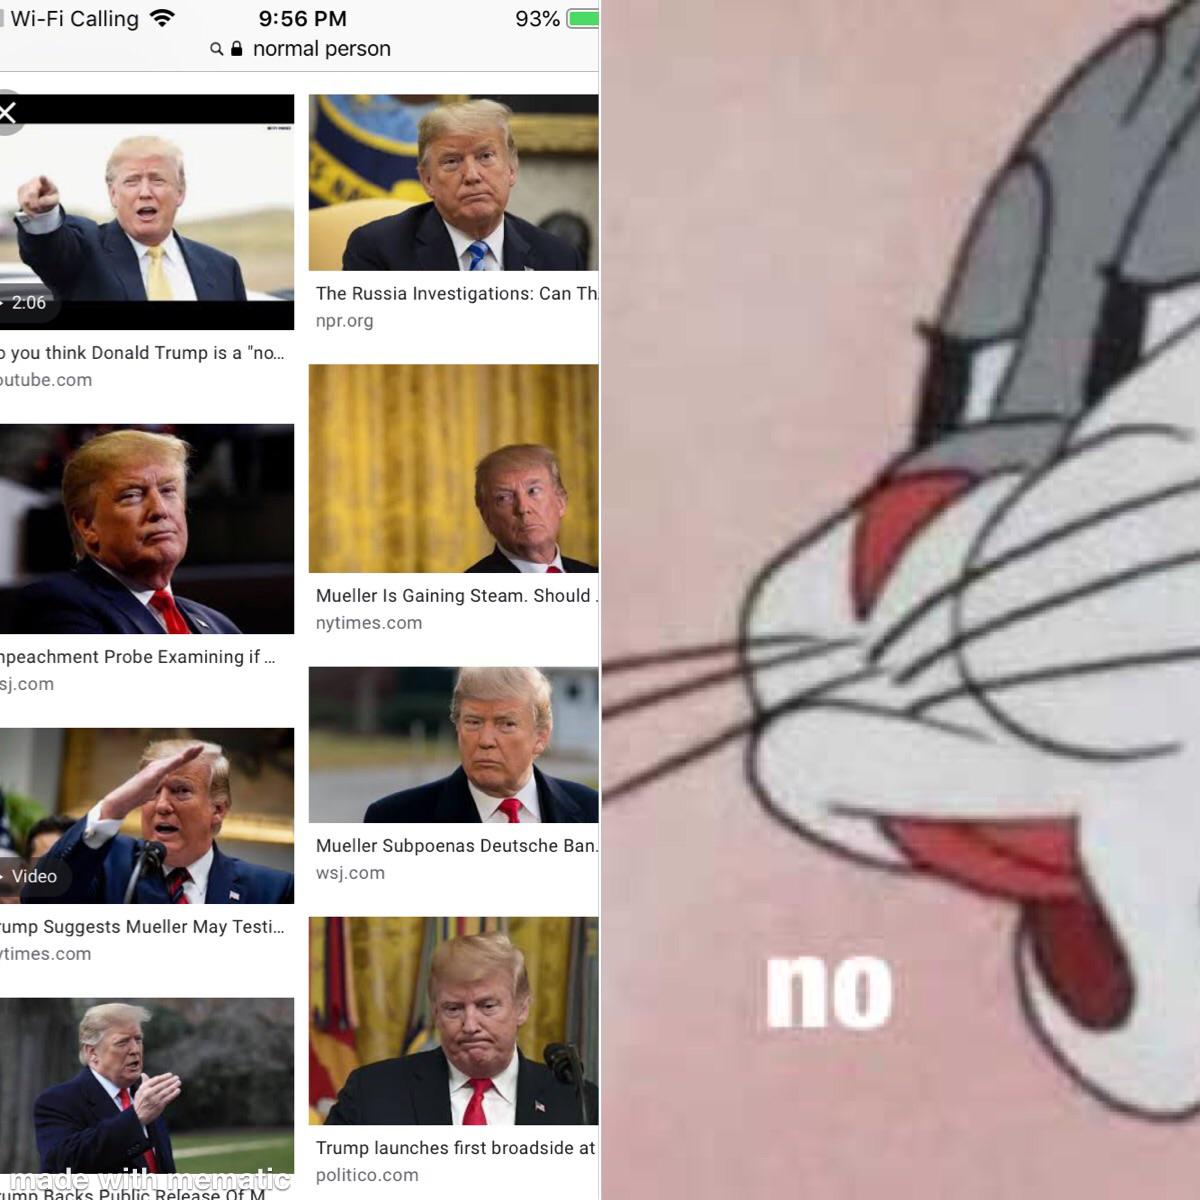 Wi-Fi Calling 9:56 PM 93%
normal person
2:06
o you think Donald Trump is a "no...
outube.com
The Russia Investigations: Can Th
npr.org
Mueller Is Gaining Steam. Should .
nytimes.com
npeachment Probe Examining if ...
sj.com
Mueller Subpoenas Deutsche Ban.
wsj.com
Video
rump Suggests Mueller May Testi...
ytimes.com
Trump launches first broadside at
politico.com
made with mematic
rump Backs Public Release Of M
no